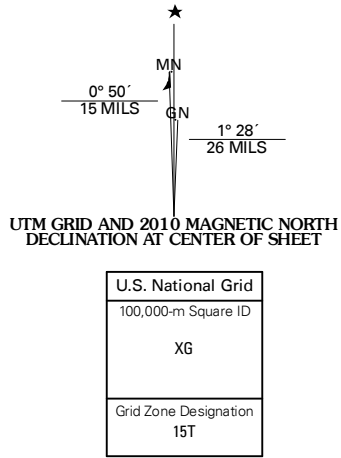 MN
0° 50´
15 MILS
GN
1° 28´
26 MILS
UTM GRID AND 2010 MAGNETIC NORTH
DECLINATION AT CENTER OF SHEET
U.S. National Grid
100,000-m Square ID
XG
Grid Zone Designation
15T